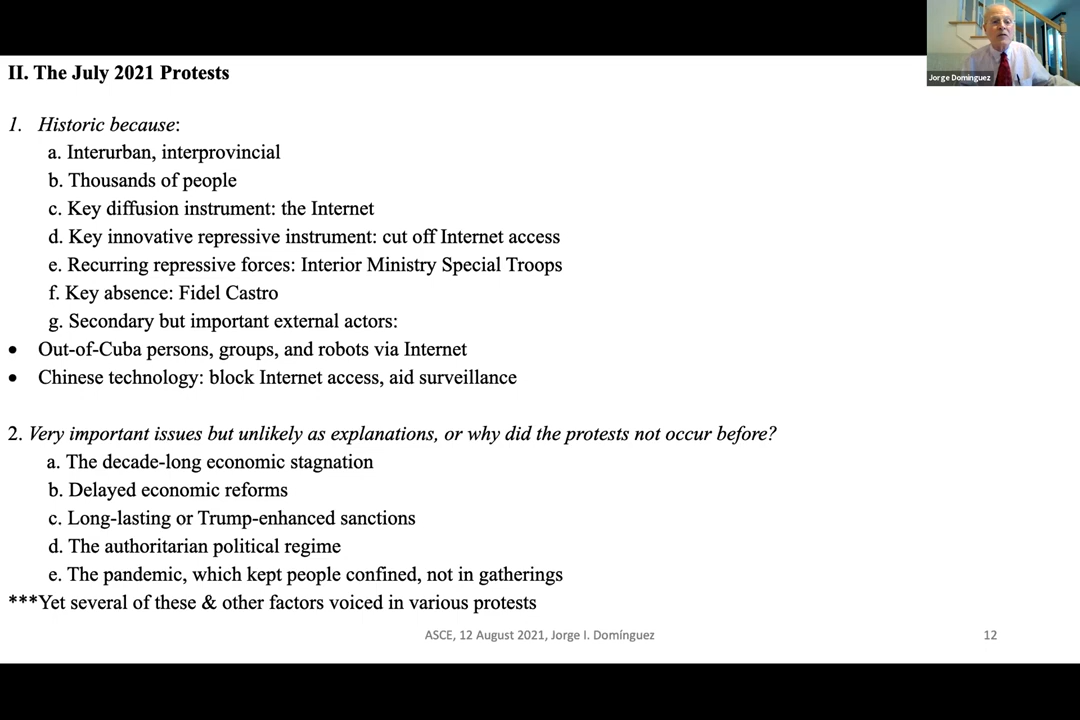 Jorge Dominguez
II. The July 2021 Protests
1. Historic because:
a. Interurban, interprovincial
b. Thousands of people
c. Key diffusion instrument: the Internet
d. Key innovative repressive instrument: cut off Internet access
e. Recurring repressive forces: Interior Ministry Special Troops
f. Key absence: Fidel Castro
g. Secondary but important external actors:
• Out-of-Cuba persons, groups, and robots via Internet
• Chinese technology: block Internet access, aid surveillance
2. Very important issues but unlikely as explanations, or why did the protests not occur before?
a. The decade-long economic stagnation
b. Delayed economic reforms
c. Long-lasting or Trump-enhanced sanctions
d. The authoritarian political regime
e. The pandemic, which kept people confined, not in gatherings
***Yet several of these & other factors voiced in various protests
ASCE, 12 August 2021, Jorge I. Domínguez
12